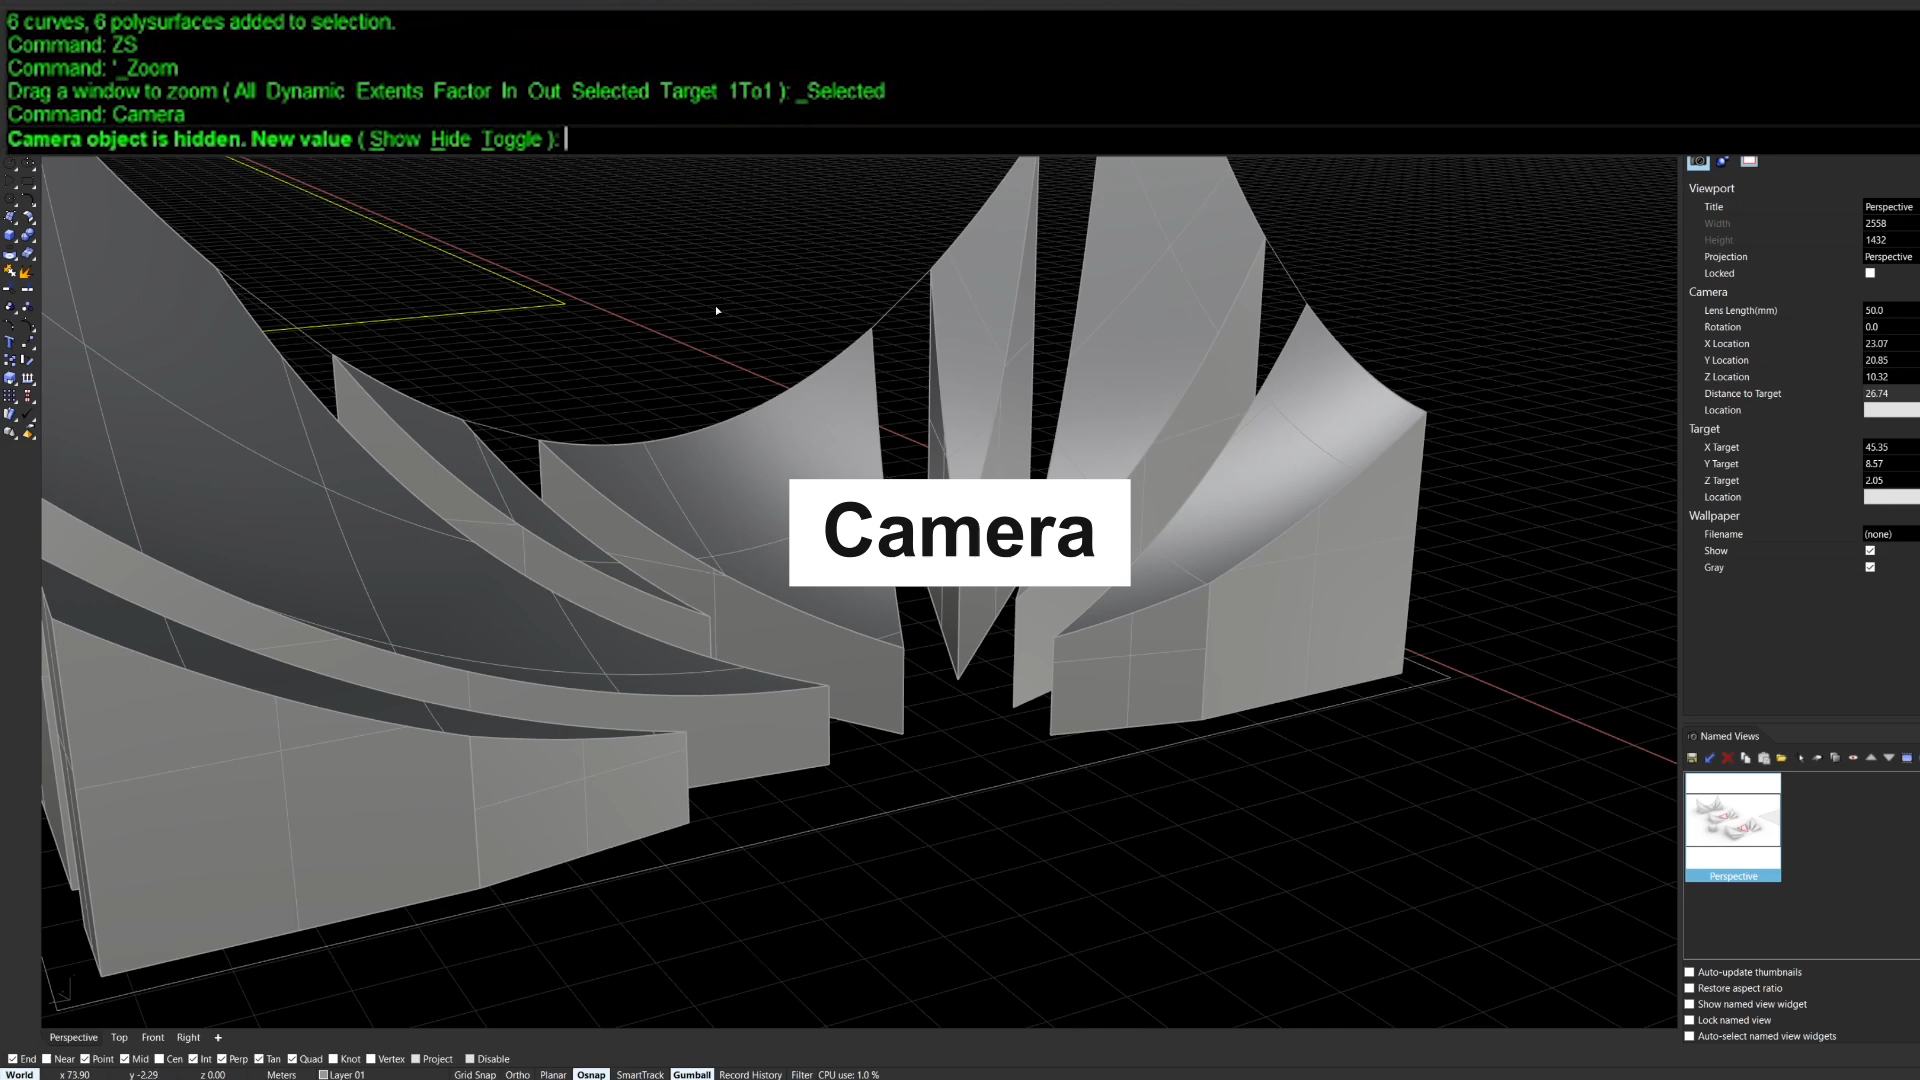 6 curves, 6 polysurfaces added to selection.
Command: ZS
Command: '_Zoom
Drag a window to zoom ( All Dynamic Extents Factor In Out Selected Target 1To1 ): _Selected
Command: Camera
Camera object is hidden. New value ( Show Hide Toggle ):
Viewport
Title Perspective
Width 2558
Height 1432
Projection Perspective
Locked
Camera
Lens Length(mm) 50.0
Rotation 0.0
X Location 23.07
Y Location 20.85
Z Location 10.32
Distance to Target 26.74
Location
Target
X Target 45.35
Y Target 8.57
Z Target 2.05
Location
Wallpaper
Filename (none)
Show
Gray
Camera
Named Views
Perspective
Auto-update thumbnails
Restore aspect ratio
Show named view widget
Lock named view
Auto-select named view widgets
Perspective Top Front Right +
End Near Point Mid Cen Int Perp Tan Quad Knot Vertex Project Disable
World x 73.90 y -2.29 z 0.00 Meters Layer 01 Grid Snap Ortho Planar Osnap SmartTrack Gumball Record History Filter CPU use: 1.0 %